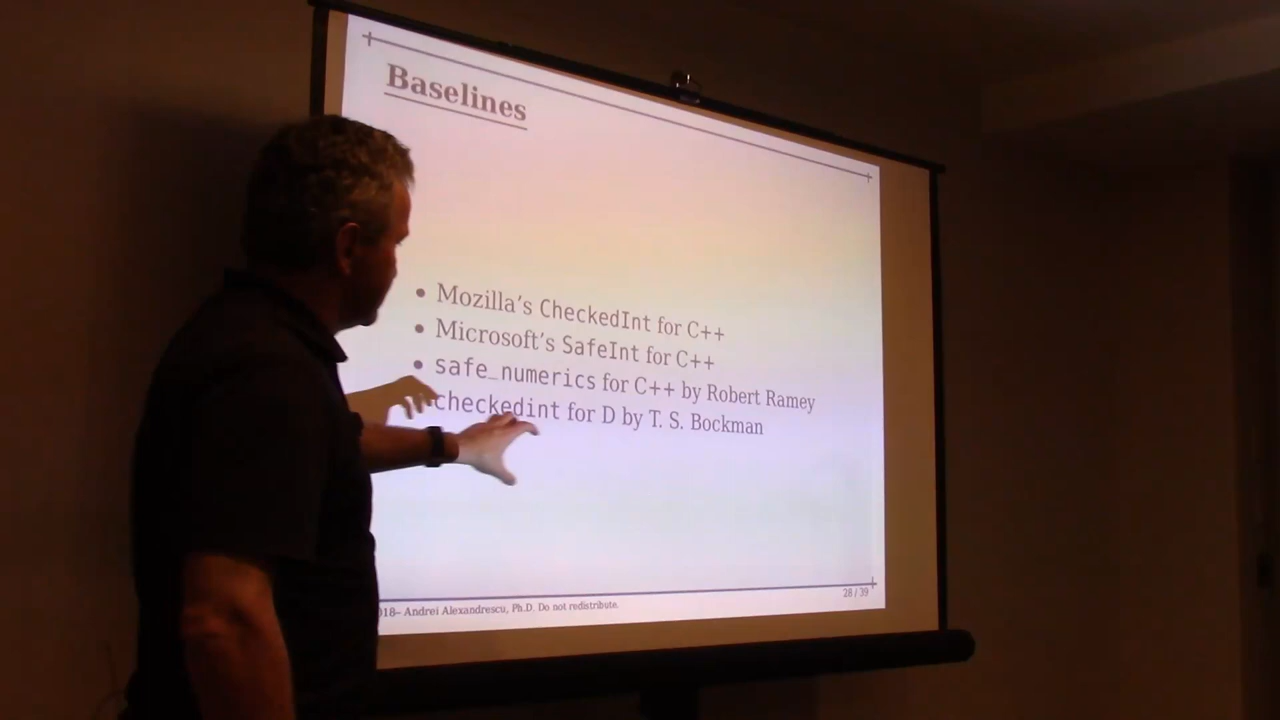 Baselines
• Mozilla’s CheckedInt for C++
• Microsoft’s SafeInt for C++
• safe_numerics for C++ by Robert Ramey
checkedint for D by T. S. Bockman
18– Andrei Alexandrescu, Ph.D. Do not redistribute.
28 / 39